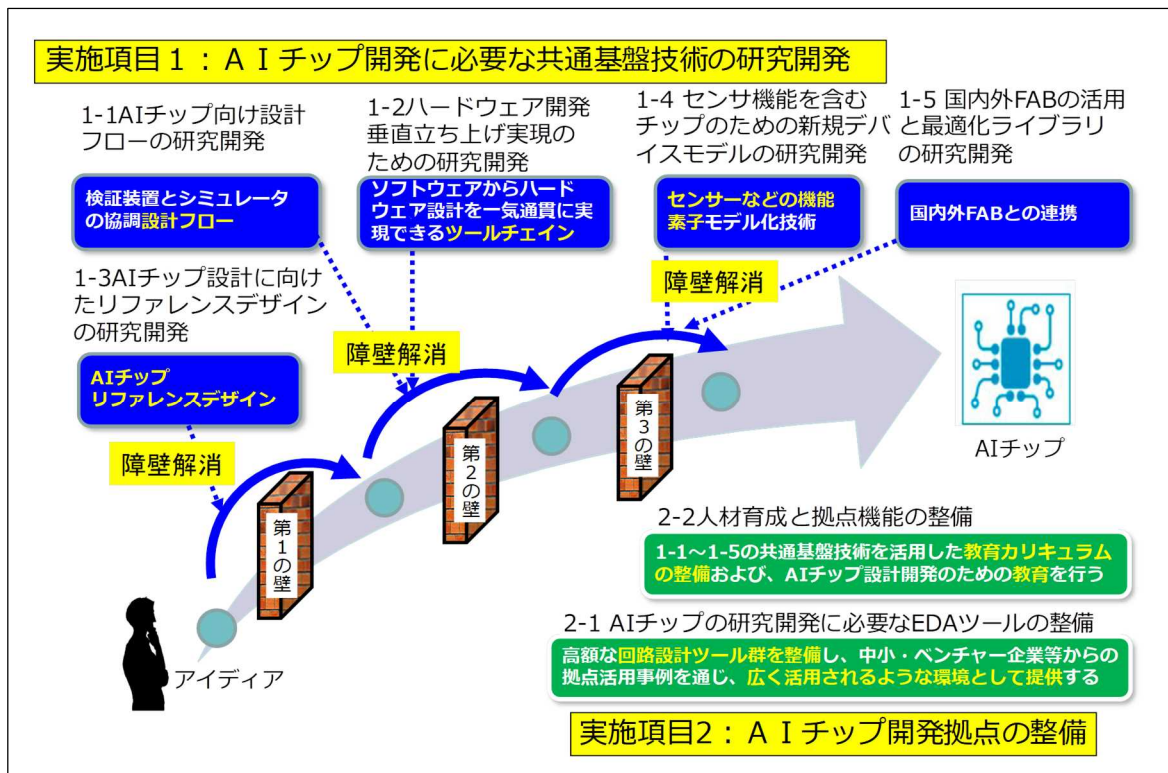 実施項目１：ＡＩチップ開発に必要な共通基盤技術の研究開発
1-1AIチップ向け設計
フローの研究開発
検証装置とシミュレータ
の協調設計フロー
1-2ハードウェア開発
垂直立ち上げ実現の
ための研究開発
ソフトウェアからハード
ウェア設計を一気通貫に実
現できるツールチェイン
1-4 センサ機能を含む
チップのための新規デバ
イスモデルの研究開発
センサーなどの機能
素子モデル化技術
1-5 国内外FABの活用
と最適化ライブラリ
の研究開発
国内外FABとの連携
1-3AIチップ設計に向け
たリファレンスデザイン
の研究開発
AIチップ
リファレンスデザイン
障壁解消
障壁解消
障壁解消
第1の壁
第2の壁
第3の壁
AIチップ
アイディア
2-2人材育成と拠点機能の整備
1-1～1-5の共通基盤技術を活用した教育カリキュラム
の整備および、AIチップ設計開発のための教育を行う
2-1 AIチップの研究開発に必要なEDAツールの整備
高額な回路設計ツール群を整備し、中小・ベンチャー企業等からの
拠点活用事例を通じ、広く活用されるような環境として提供する
実施項目2：ＡＩチップ開発拠点の整備